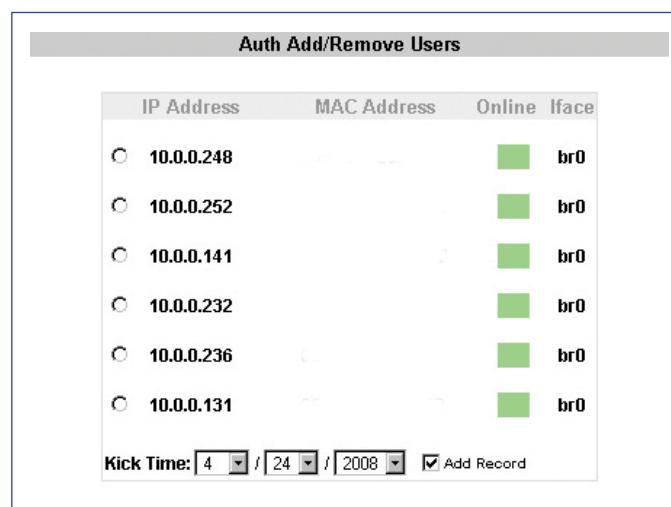 Auth Add/Remove Users
IP Address MAC Address Online Iface
10.0.0.248 br0
10.0.0.252 br0
10.0.0.141 br0
10.0.0.232 br0
10.0.0.236 br0
10.0.0.131 br0
Kick Time: 4 / 24 / 2008 Add Record